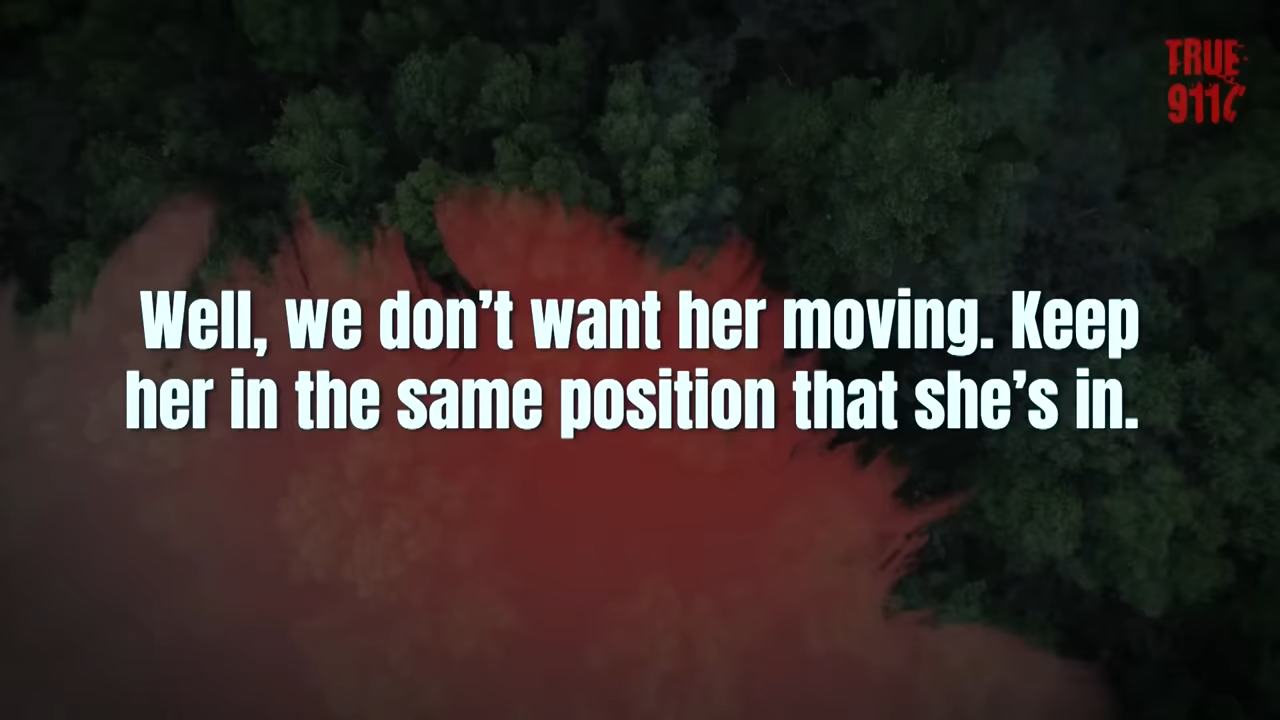 TRUE
911
Well, we don't want her moving. Keep
her in the same position that she's in.